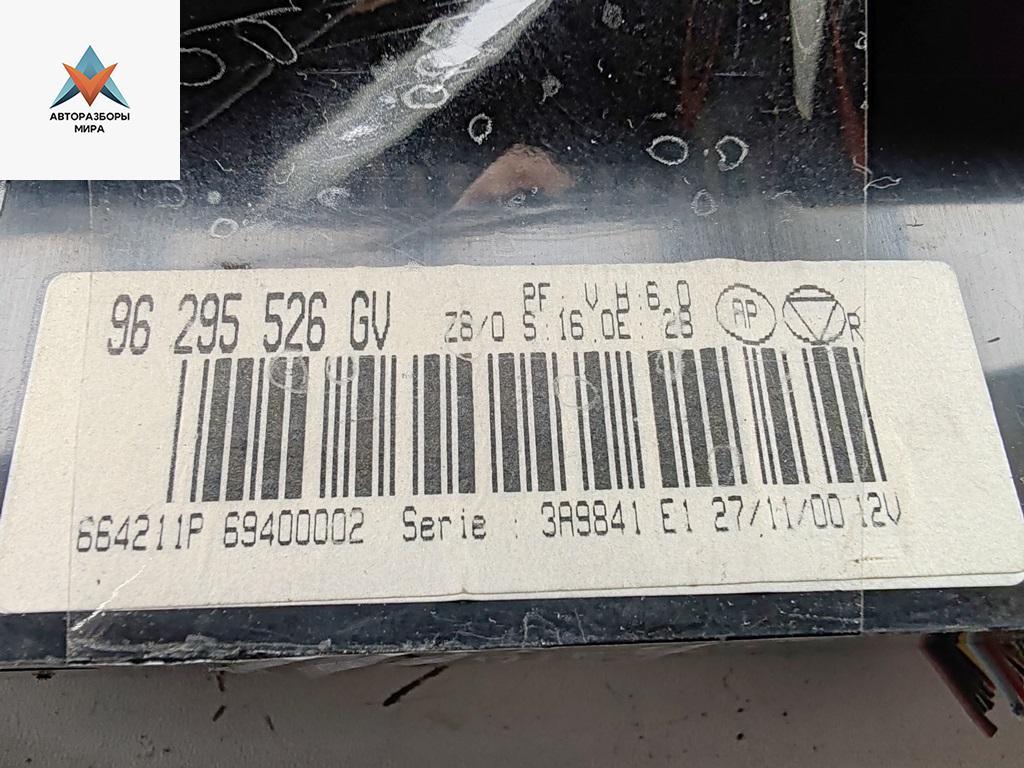 АВТОРАЗБОРЫ
МИРА
96 295 526 GV
PF: V.H:6.0
Z8/0 S:16.0E: 28
AP
R
664211P 69400002 Serie : 3A9841 E1 27/11/00 12V